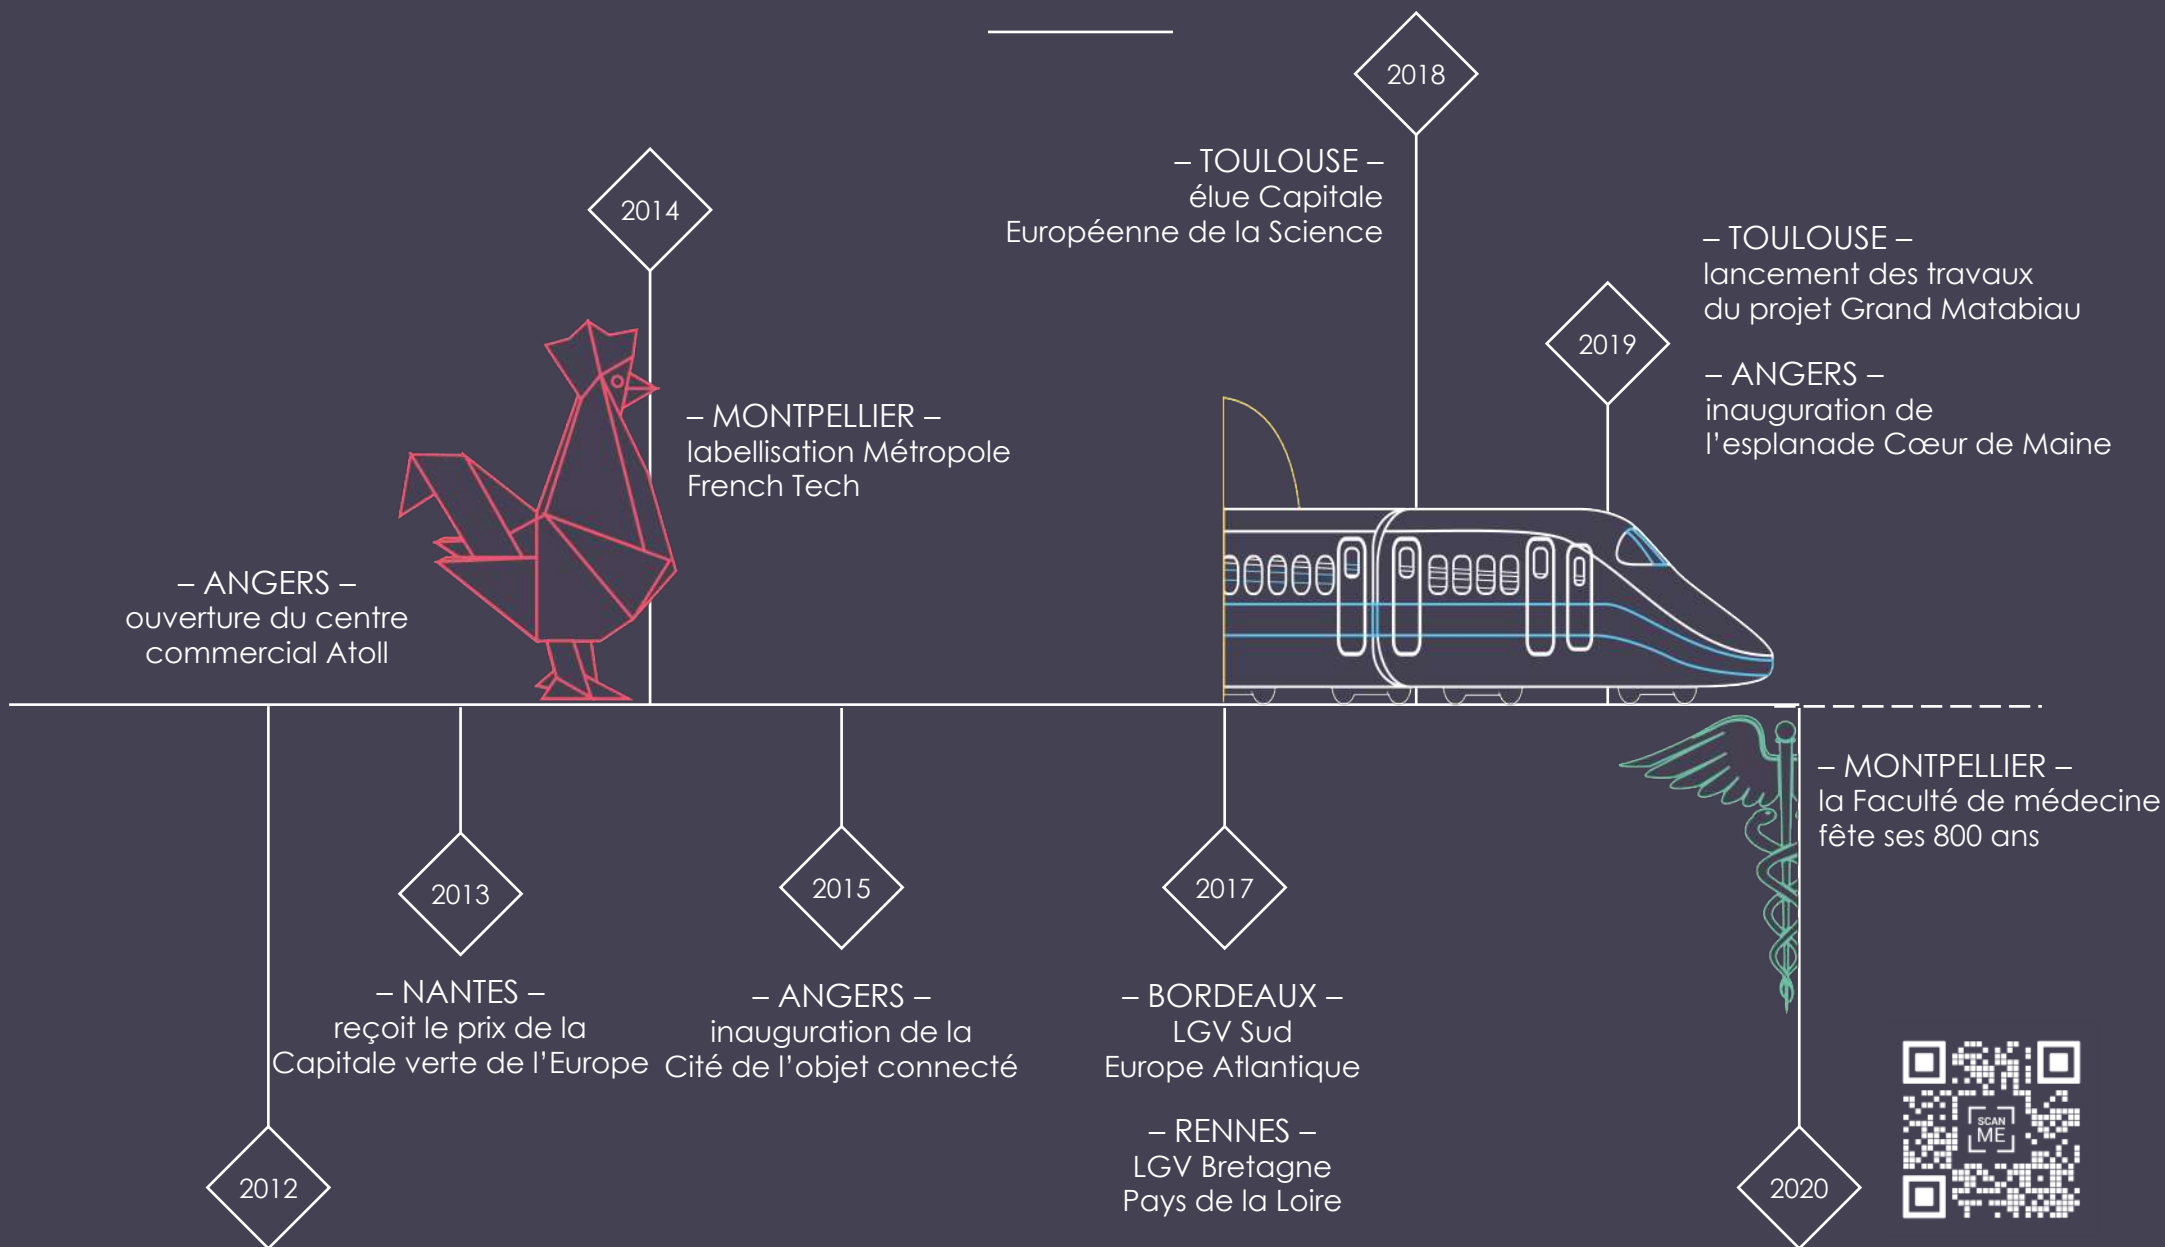 2018
– TOULOUSE –
élue Capitale
Européenne de la Science
2014
– MONTPELLIER –
labellisation Métropole
French Tech
2019
– TOULOUSE –
lancement des travaux
du projet Grand Matabiau
– ANGERS –
inauguration de
l’esplanade Cœur de Maine
– ANGERS –
ouverture du centre
commercial Atoll
2012
2013
– NANTES –
reçoit le prix de la
Capitale verte de l’Europe
2015
– ANGERS –
inauguration de la
Cité de l’objet connecté
2017
– BORDEAUX –
LGV Sud
Europe Atlantique
– RENNES –
LGV Bretagne
Pays de la Loire
– MONTPELLIER –
la Faculté de médecine
fête ses 800 ans
2020
SCAN
ME